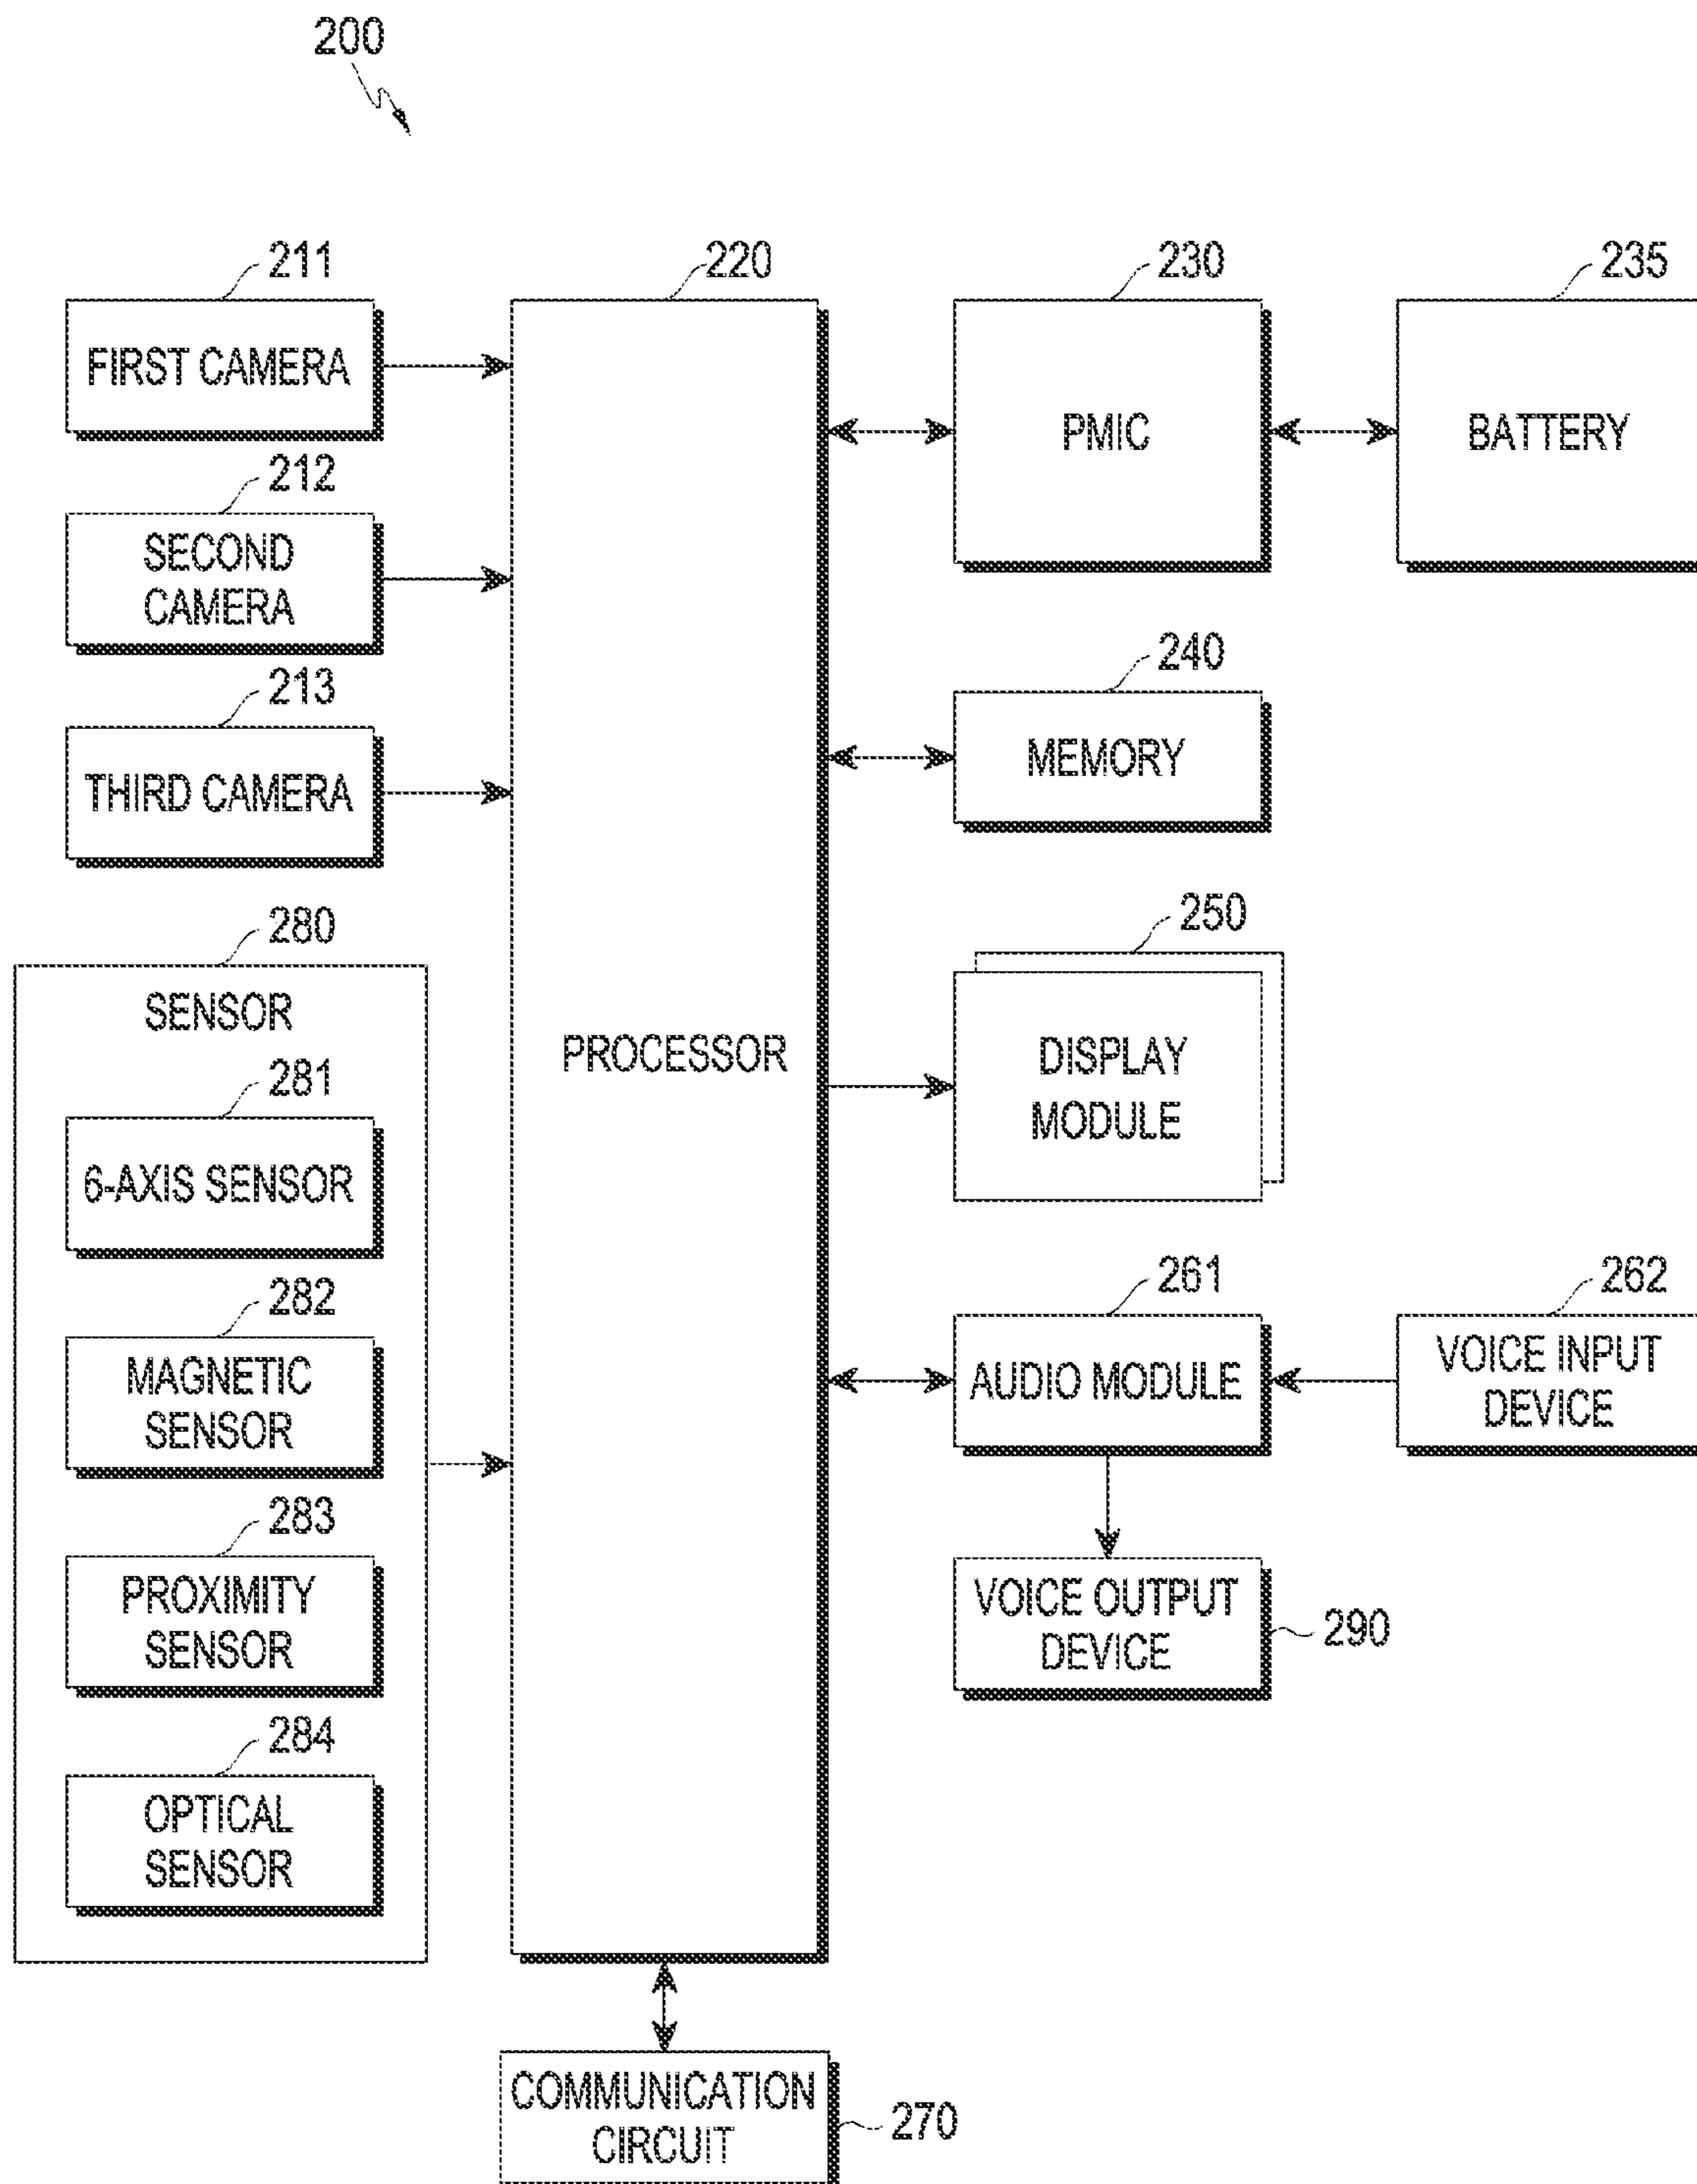 200
211
FIRST CAMERA
212
SECOND
CAMERA
213
THIRD CAMERA
280
SENSOR
281
6-AXIS SENSOR
282
MAGNETIC
SENSOR
283
PROXIMITY
SENSOR
284
OPTICAL
SENSOR
220
PROCESSOR
230
PMIC
235
BATTERY
240
MEMORY
250
DISPLAY
MODULE
261
AUDIO MODULE
262
VOICE INPUT
DEVICE
VOICE OUTPUT
DEVICE
290
COMMUNICATION
CIRCUIT
270